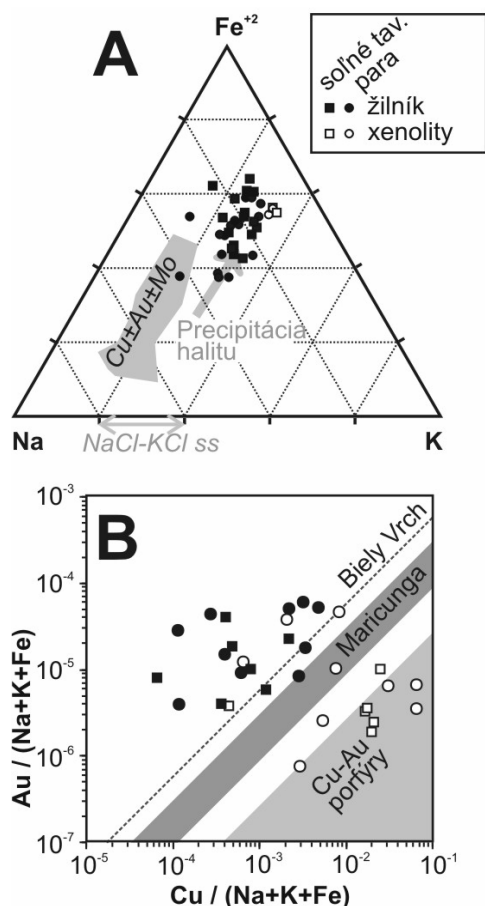 A
Fe+2
soľné tav.
para
žilník
xenolity
Cu±Au±Mo
Precipitácia
halitu
Na
K
NaCl-KCl ss
B
10-3
10-4
10-5
10-6
10-7
Au / (Na+K+Fe)
Biely Vrch
Maricunga
Cu-Au
porfýry
10-5
10-4
10-3
10-2
10-1
Cu / (Na+K+Fe)